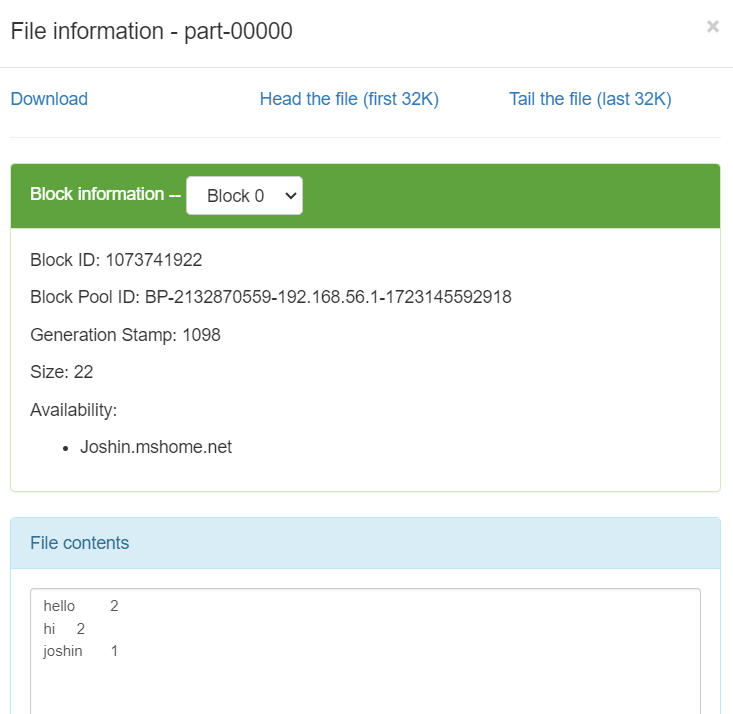 File information - part-00000
×
Download Head the file (first 32K) Tail the file (last 32K)
Block information -- Block 0
Block ID: 1073741922
Block Pool ID: BP-2132870559-192.168.56.1-1723145592918
Generation Stamp: 1098
Size: 22
Availability:
• Joshin.mshome.net
File contents
hello 2
hi 2
joshin 1